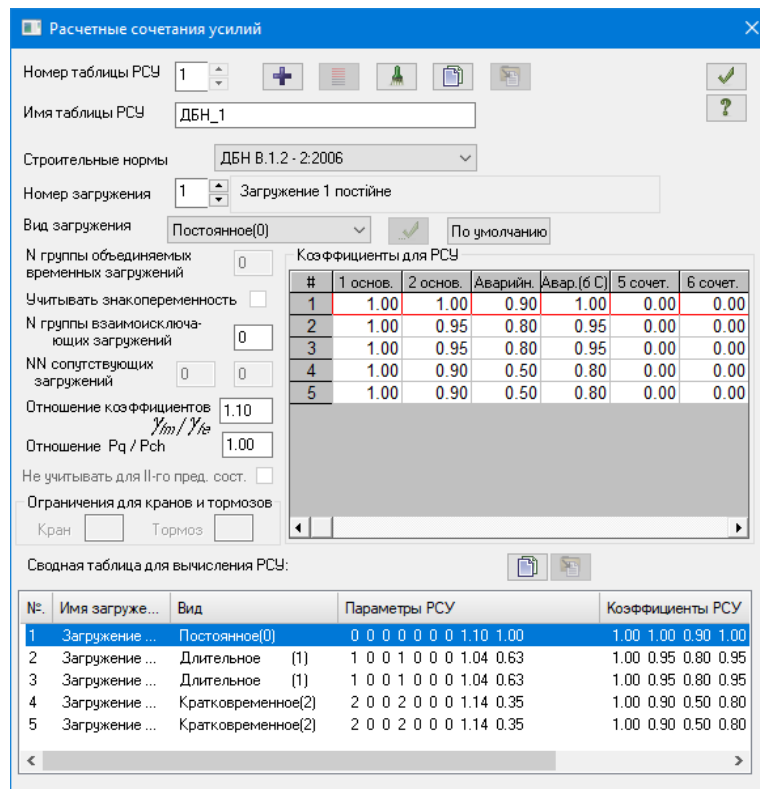 Расчетные сочетания усилий
Номер таблицы РСУ 1
Имя таблицы РСУ ДБН_1
Строительные нормы ДБН В.1.2 - 2:2006
Номер загружения 1 Загружение 1 постійне
Вид загружения Постоянное(0) По умолчанию
N группы объединяемых
временных загружений 0
Учитывать знакопеременность
N группы взаимоисключа-
ющих загружений 0
NN сопутствующих
загружений 0 0
Отношение коэффициентов 1.10
γfm / γfe
Отношение Pq / Pch 1.00
Не учитывать для II-го пред. сост.
Ограничения для кранов и тормозов
Кран Тормоз
Коэффициенты для РСУ
# 1 основ. 2 основ. Аварийн. Авар.(б С) 5 сочет. 6 сочет.
1 1.00 1.00 0.90 1.00 0.00 0.00
2 1.00 0.95 0.80 0.95 0.00 0.00
3 1.00 0.95 0.80 0.95 0.00 0.00
4 1.00 0.90 0.50 0.80 0.00 0.00
5 1.00 0.90 0.50 0.80 0.00 0.00
Сводная таблица для вычисления РСУ:
№. Имя загруже... Вид Параметры РСУ Коэффициенты РСУ
1 Загружение ... Постоянное(0) 0 0 0 0 0 0 0 1.10 1.00 1.00 1.00 0.90 1.00
2 Загружение ... Длительное (1) 1 0 0 1 0 0 0 1.04 0.63 1.00 0.95 0.80 0.95
3 Загружение ... Длительное (1) 1 0 0 1 0 0 0 1.04 0.63 1.00 0.95 0.80 0.95
4 Загружение ... Кратковременное(2) 2 0 0 2 0 0 0 1.14 0.35 1.00 0.90 0.50 0.80
5 Загружение ... Кратковременное(2) 2 0 0 2 0 0 0 1.14 0.35 1.00 0.90 0.50 0.80